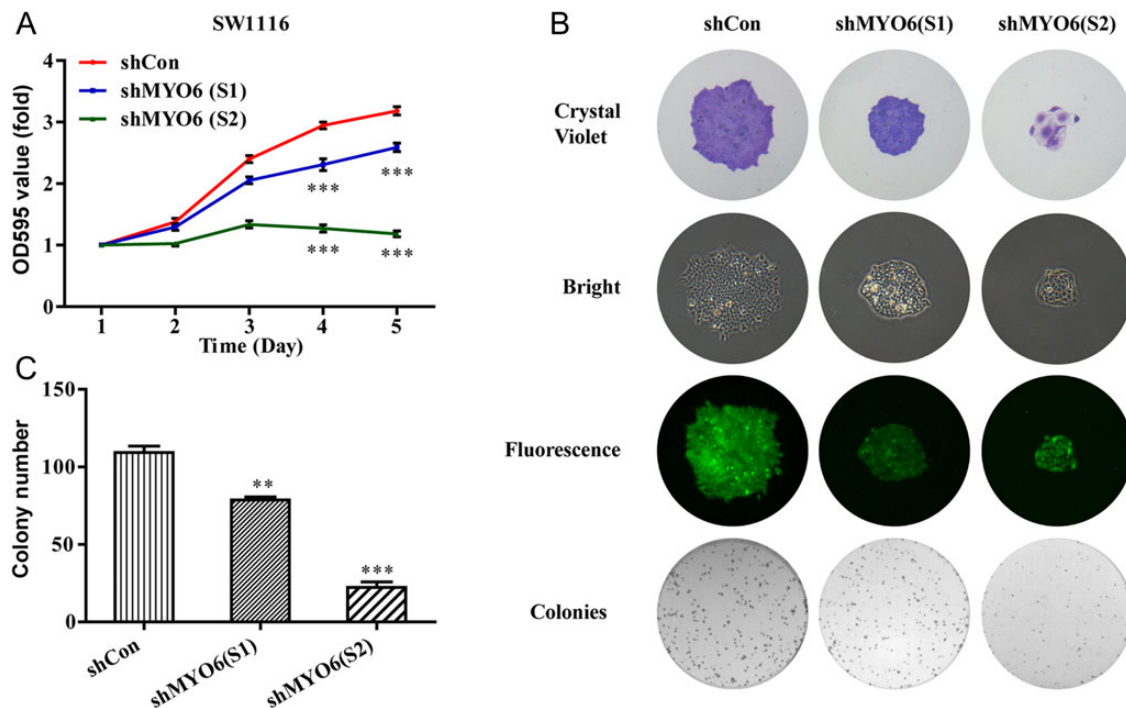 A
SW1116
shCon
shMYO6 (S1)
shMYO6 (S2)
OD595 value (fold)
4
3
2
1
0
***
***
***
***
1 2 3 4 5
Time (Day)
B
shCon shMYO6(S1) shMYO6(S2)
Crystal
Violet
Bright
Fluorescence
Colonies
C
Colony number
150
100
50
0
**
***
shCon
shMYO6(S1)
shMYO6(S2)